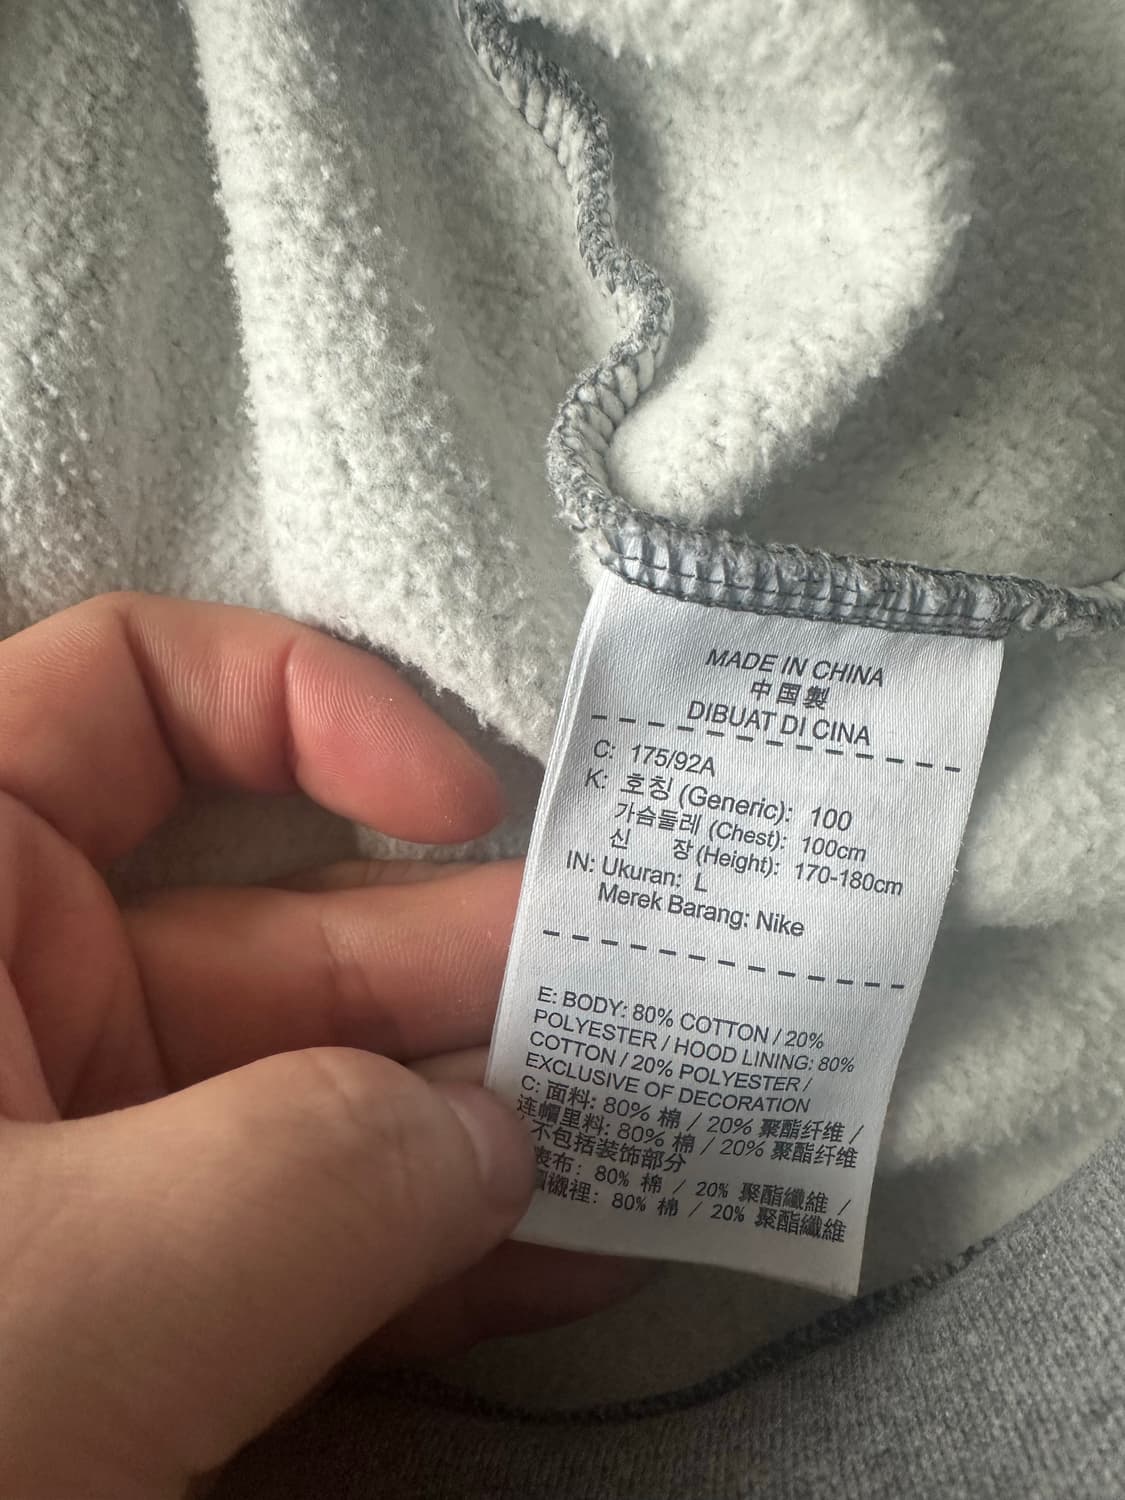 MADE IN CHINA
中国製
DIBUAT DI CINA
C: 175/92A
K: 호칭 (Generic): 100
가슴둘레 (Chest): 100cm
신 장 (Height): 170-180cm
IN: Ukuran: L
Merek Barang: Nike
E: BODY: 80% COTTON / 20%
POLYESTER / HOOD LINING: 80%
COTTON / 20% POLYESTER /
EXCLUSIVE OF DECORATION
C: 面料: 80% 棉 / 20% 聚酯纤维 /
连帽里料: 80% 棉 / 20% 聚酯纤维
/ 不包括装饰部分
表布: 80% 棉 / 20% 聚酯纖維 /
襯裡: 80% 棉 / 20% 聚酯纖維